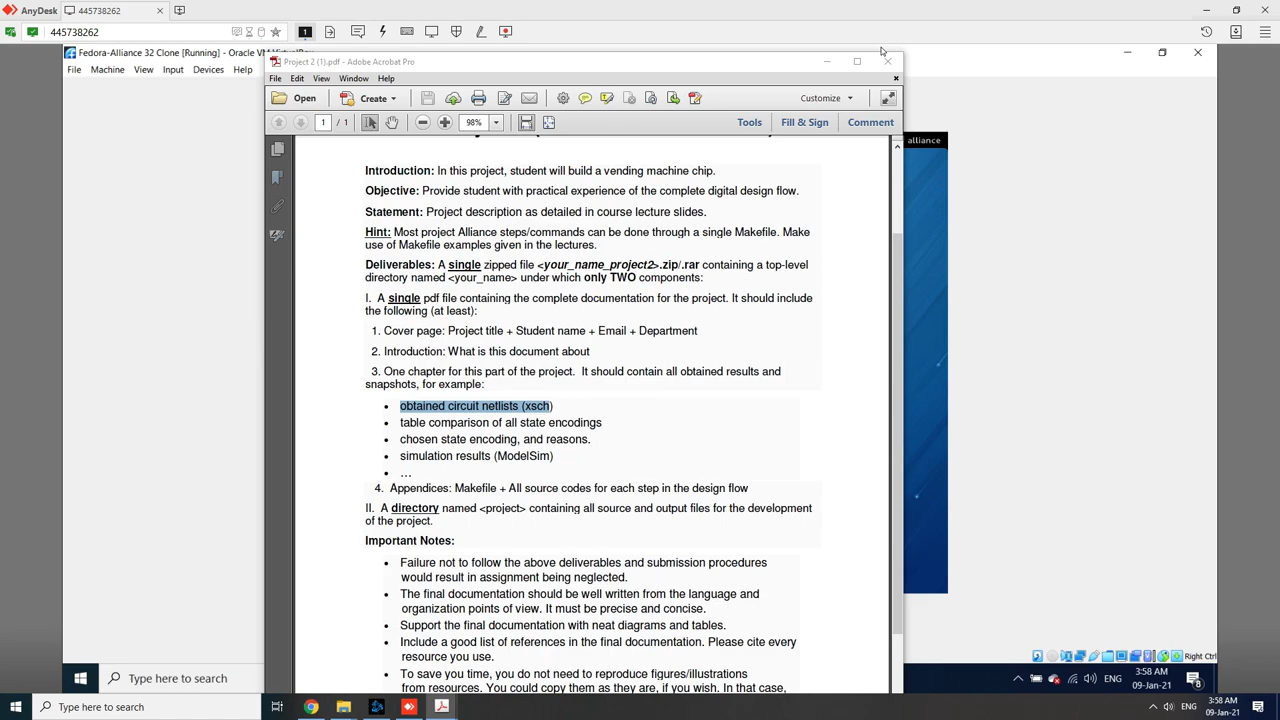 AnyDesk
445738262
445738262
1
Fedora-Alliance 32 Clone [Running] - Oracle VM VirtualBox
File Machine View Input Devices Help
Project 2 (1).pdf - Adobe Acrobat Pro
File Edit View Window Help
Open Create Customize
1 / 1 98% Tools Fill & Sign Comment
alliance
Introduction: In this project, student will build a vending machine chip.
Objective: Provide student with practical experience of the complete digital design flow.
Statement: Project description as detailed in course lecture slides.
Hint: Most project Alliance steps/commands can be done through a single Makefile. Make
use of Makefile examples given in the lectures.
Deliverables: A single zipped file <your_name_project2>.zip/.rar containing a top-level
directory named <your_name> under which only TWO components:
I. A single pdf file containing the complete documentation for the project. It should include
the following (at least):
1. Cover page: Project title + Student name + Email + Department
2. Introduction: What is this document about
3. One chapter for this part of the project. It should contain all obtained results and
snapshots, for example:
• obtained circuit netlists (xsch)
• table comparison of all state encodings
• chosen state encoding, and reasons.
• simulation results (ModelSim)
• …
4. Appendices: Makefile + All source codes for each step in the design flow
II. A directory named <project> containing all source and output files for the development
of the project.
Important Notes:
• Failure not to follow the above deliverables and submission procedures
would result in assignment being neglected.
• The final documentation should be well written from the language and
organization points of view. It must be precise and concise.
• Support the final documentation with neat diagrams and tables.
• Include a good list of references in the final documentation. Please cite every
resource you use.
• To save you time, you do not need to reproduce figures/illustrations
from resources. You could copy them as they are, if you wish. In that case,
Right Ctrl
Type here to search
ENG 3:58 AM
09-Jan-21
8
Type here to search
ENG 3:58 AM
09-Jan-21